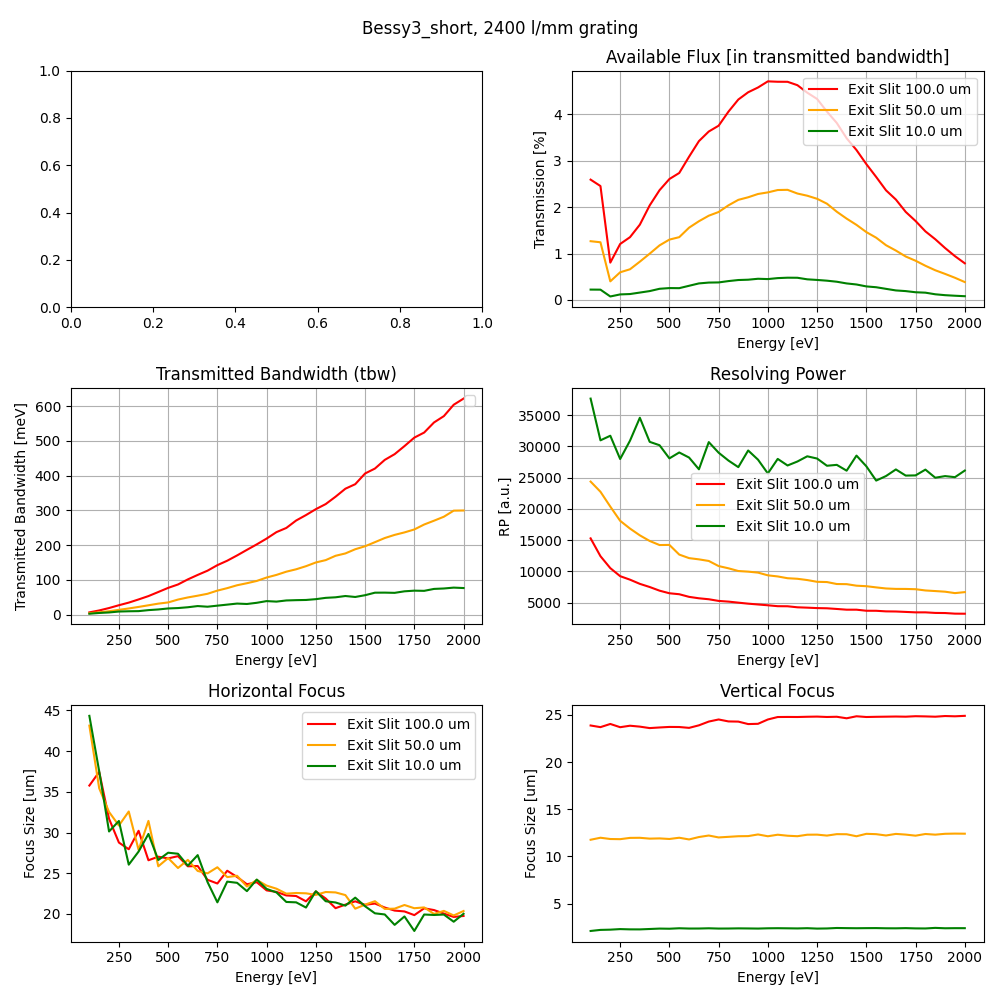 Bessy3_short, 2400 l/mm grating
1.0
0.8
0.6
0.4
0.2
0.0
0.0 0.2 0.4 0.6 0.8 1.0
Available Flux [in transmitted bandwidth]
Transmission [%]
4
3
2
1
0
Exit Slit 100.0 um
Exit Slit 50.0 um
Exit Slit 10.0 um
250 500 750 1000 1250 1500 1750 2000
Energy [eV]
Transmitted Bandwidth (tbw)
Transmitted Bandwidth [meV]
600
500
400
300
200
100
0
250 500 750 1000 1250 1500 1750 2000
Energy [eV]
Resolving Power
RP [a.u.]
35000
30000
25000
20000
15000
10000
5000
Exit Slit 100.0 um
Exit Slit 50.0 um
Exit Slit 10.0 um
250 500 750 1000 1250 1500 1750 2000
Energy [eV]
Horizontal Focus
Focus Size [um]
45
40
35
30
25
20
Exit Slit 100.0 um
Exit Slit 50.0 um
Exit Slit 10.0 um
250 500 750 1000 1250 1500 1750 2000
Energy [eV]
Vertical Focus
Focus Size [um]
25
20
15
10
5
250 500 750 1000 1250 1500 1750 2000
Energy [eV]